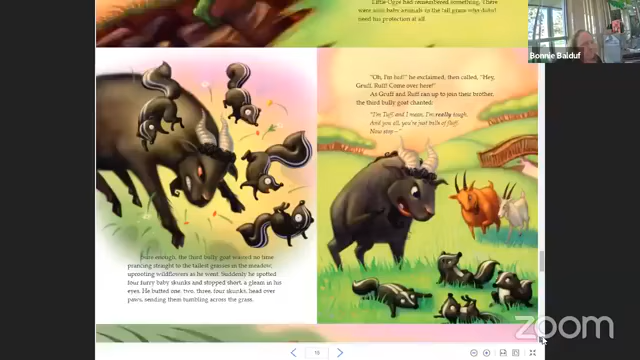 Little Ogre had remembered something. There
were some baby animals in the tall grass who didn't
need his protection at all.
Bonnie Balduf
"Oh, I'm hot!" he exclaimed, then called, "Hey,
Gruff, Ruff! Come over here!"
As Gruff and Ruff ran up to join their brother,
the third bully goat chanted:
"I'm Tuff and I mean, I'm really tough.
And you all, you're just balls of fluff.
Now stay—"
Sure enough, the third bully goat wasted no time
prancing straight to the tallest grasses in the meadow,
uprooting wildflowers as he went. Suddenly he spotted
four furry baby skunks and stopped short, a gleam in his
eyes. He butted one, two, three, four skunks, head over
paws, sending them tumbling across the grass.
zoom